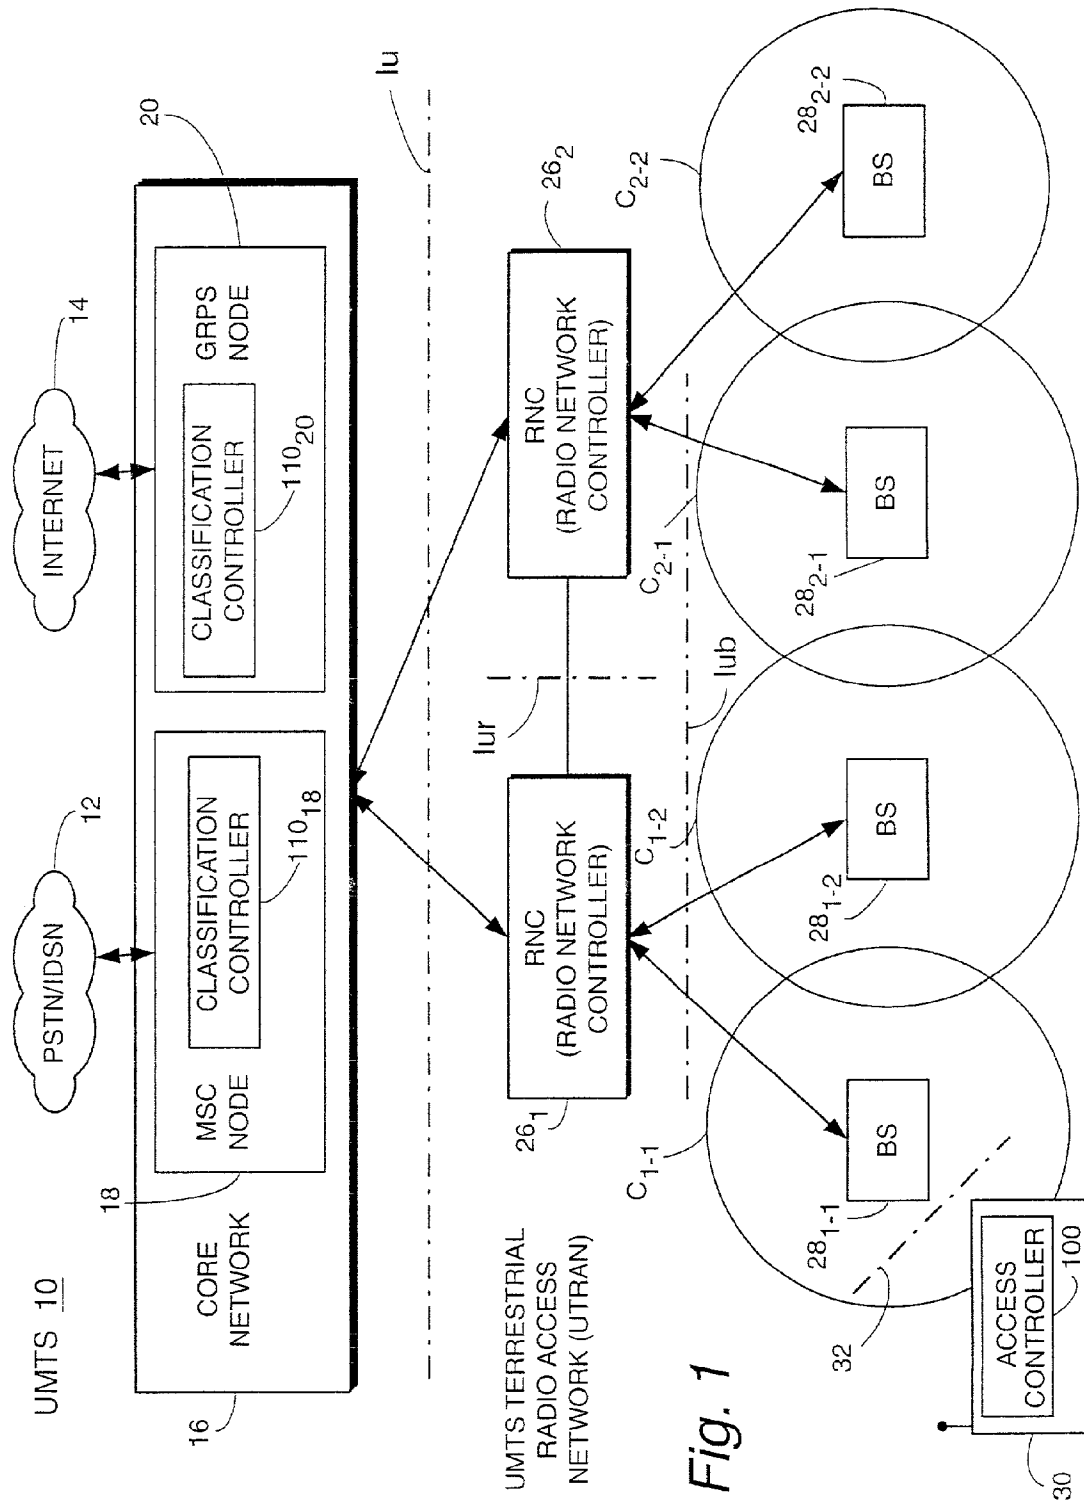 UMTS 10
PSTN/IDSN
12
INTERNET
14
16
CORE
NETWORK
18
MSC
NODE
CLASSIFICATION
CONTROLLER
110₁₈
20
GRPS
NODE
CLASSIFICATION
CONTROLLER
110₂₀
Iu
UMTS TERRESTRIAL
RADIO ACCESS
NETWORK (UTRAN)
26₁
RNC
(RADIO NETWORK
CONTROLLER)
Iur
26₂
RNC
(RADIO NETWORK
CONTROLLER)
Iub
C₁₋₁
C₁₋₂
C₂₋₁
C₂₋₂
28₁₋₁
BS
28₁₋₂
BS
28₂₋₁
BS
28₂₋₂
BS
32
30
ACCESS
CONTROLLER
100
Fig. 1